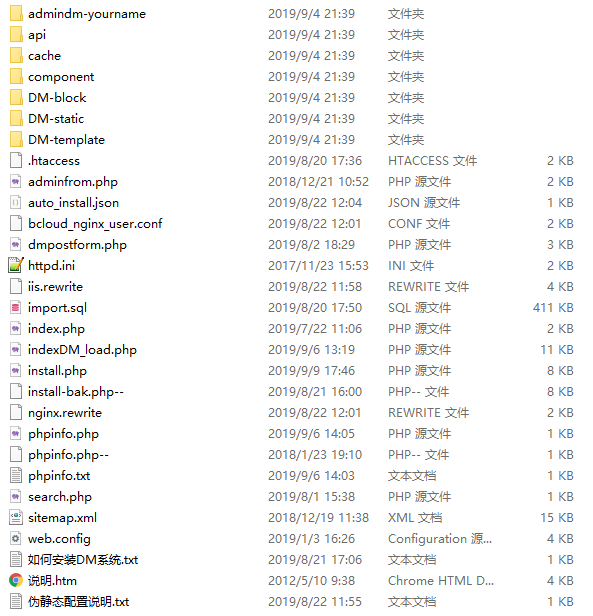 admindm-yourname 2019/9/4 21:39 文件夹
api 2019/9/4 21:39 文件夹
cache 2019/9/4 21:39 文件夹
component 2019/9/4 21:39 文件夹
DM-block 2019/9/4 21:39 文件夹
DM-static 2019/9/4 21:39 文件夹
DM-template 2019/9/4 21:39 文件夹
.htaccess 2019/8/20 17:36 HTACCESS 文件 2 KB
adminfrom.php 2018/12/21 10:52 PHP 源文件 2 KB
auto_install.json 2019/8/22 12:04 JSON 源文件 1 KB
bcloud_nginx_user.conf 2019/8/22 12:01 CONF 文件 2 KB
dmpostform.php 2019/8/2 18:29 PHP 源文件 3 KB
httpd.ini 2017/11/23 15:53 INI 文件 2 KB
iis.rewrite 2019/8/22 11:58 REWRITE 文件 4 KB
import.sql 2019/8/20 17:50 SQL 源文件 411 KB
index.php 2019/7/22 11:06 PHP 源文件 2 KB
indexDM_load.php 2019/9/6 13:19 PHP 源文件 11 KB
install.php 2019/9/9 17:46 PHP 源文件 8 KB
install-bak.php-- 2019/8/21 16:00 PHP-- 文件 8 KB
nginx.rewrite 2019/8/22 12:01 REWRITE 文件 2 KB
phpinfo.php 2019/9/6 14:05 PHP 源文件 1 KB
phpinfo.php-- 2018/1/23 19:10 PHP-- 文件 1 KB
phpinfo.txt 2019/9/6 14:03 文本文档 1 KB
search.php 2019/8/1 15:38 PHP 源文件 1 KB
sitemap.xml 2018/12/19 11:38 XML 文档 15 KB
web.config 2019/1/3 16:26 Configuration 源... 4 KB
如何安装DM系统.txt 2019/8/21 17:06 文本文档 1 KB
说明.htm 2012/5/10 9:38 Chrome HTML D... 4 KB
伪静态配置说明.txt 2019/8/22 11:55 文本文档 1 KB